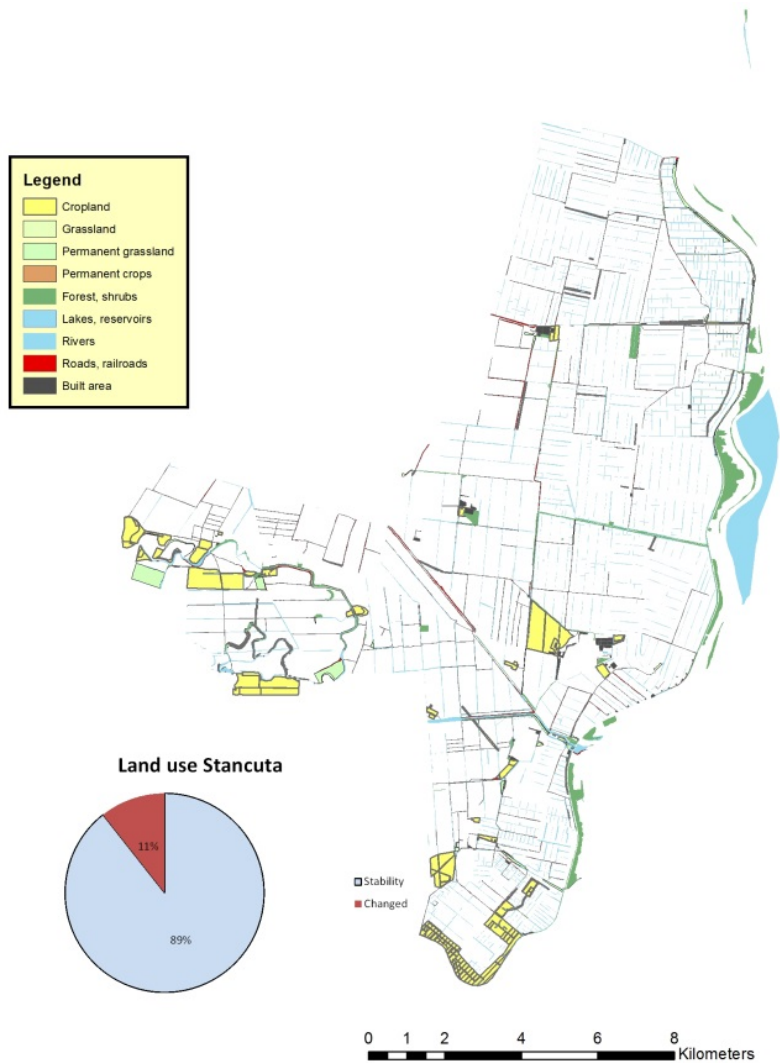 Legend
Cropland
Grassland
Permanent grassland
Permanent crops
Forest, shrubs
Lakes, reservoirs
Rivers
Roads, railroads
Built area
Land use Stancuta
11%
89%
Stability
Changed
0 1 2 4 6 8
Kilometers